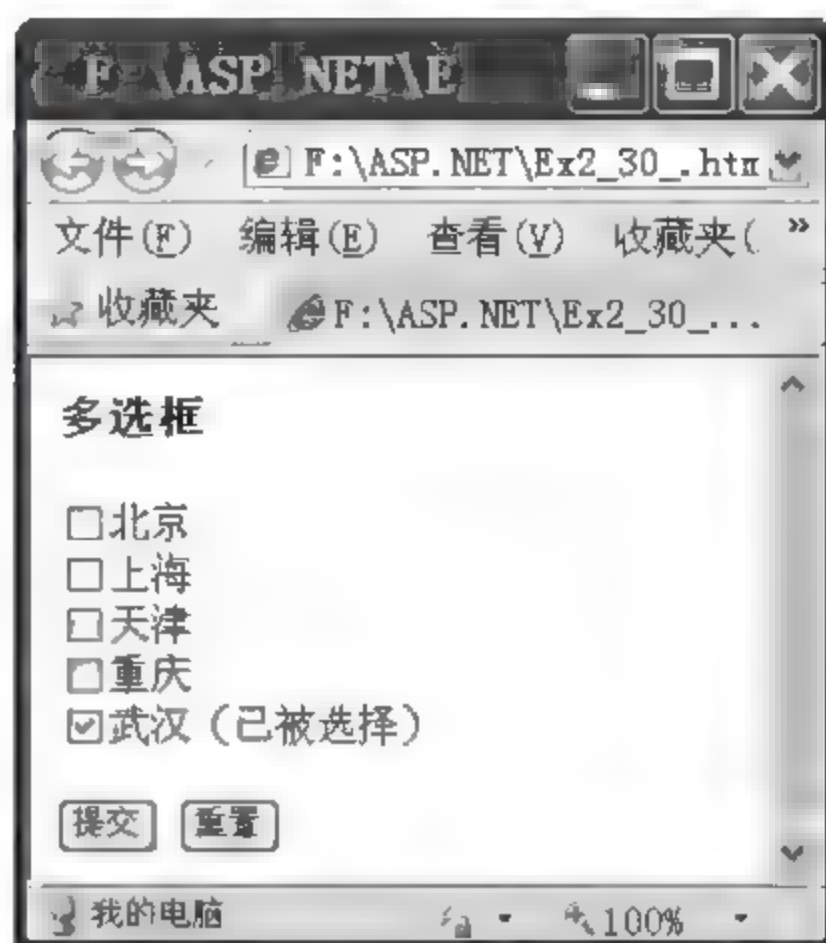 F:\ASP.NET\E
F:\ASP.NET\Ex2_30_.htm
文件(F) 编辑(E) 查看(V) 收藏夹( »
收藏夹 F:\ASP.NET\Ex2_30_...
多选框
北京
上海
天津
重庆
武汉（已被选择）
提交 重置
我的电脑 100%